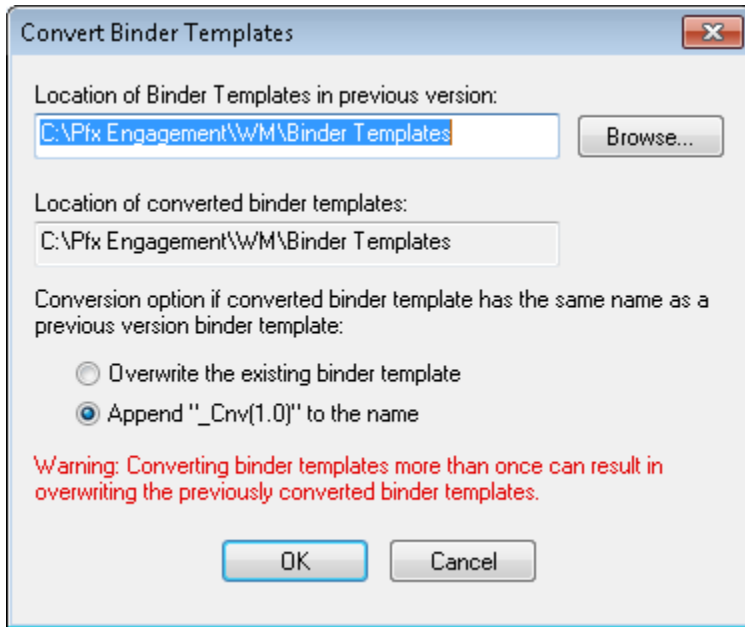 Convert Binder Templates
Location of Binder Templates in previous version:
C:\Pfx Engagement\WM\Binder Templates
Browse...
Location of converted binder templates:
C:\Pfx Engagement\WM\Binder Templates
Conversion option if converted binder template has the same name as a
previous version binder template:
Overwrite the existing binder template
Append "_Cnv(1.0)" to the name
Warning: Converting binder templates more than once can result in
overwriting the previously converted binder templates.
OK
Cancel